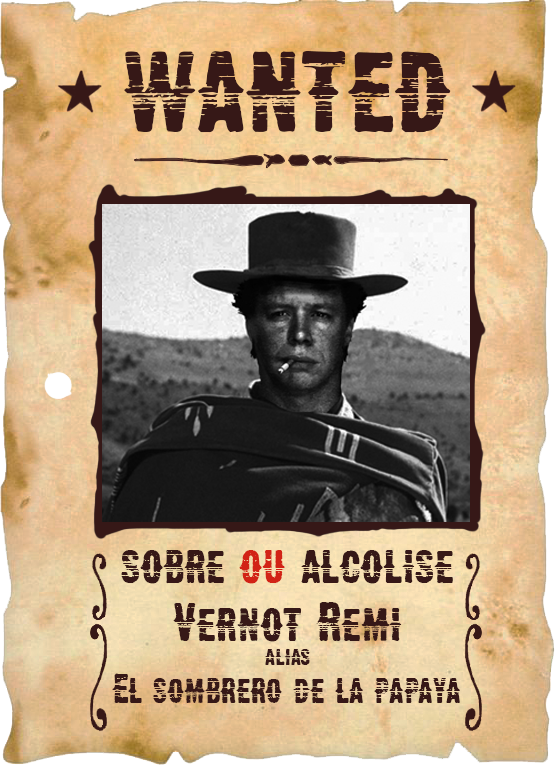 WANTED
SOBRE OU ALCOLISE
VERNOT REMI
ALIAS
EL SOMBRERO DE LA PAPAYA